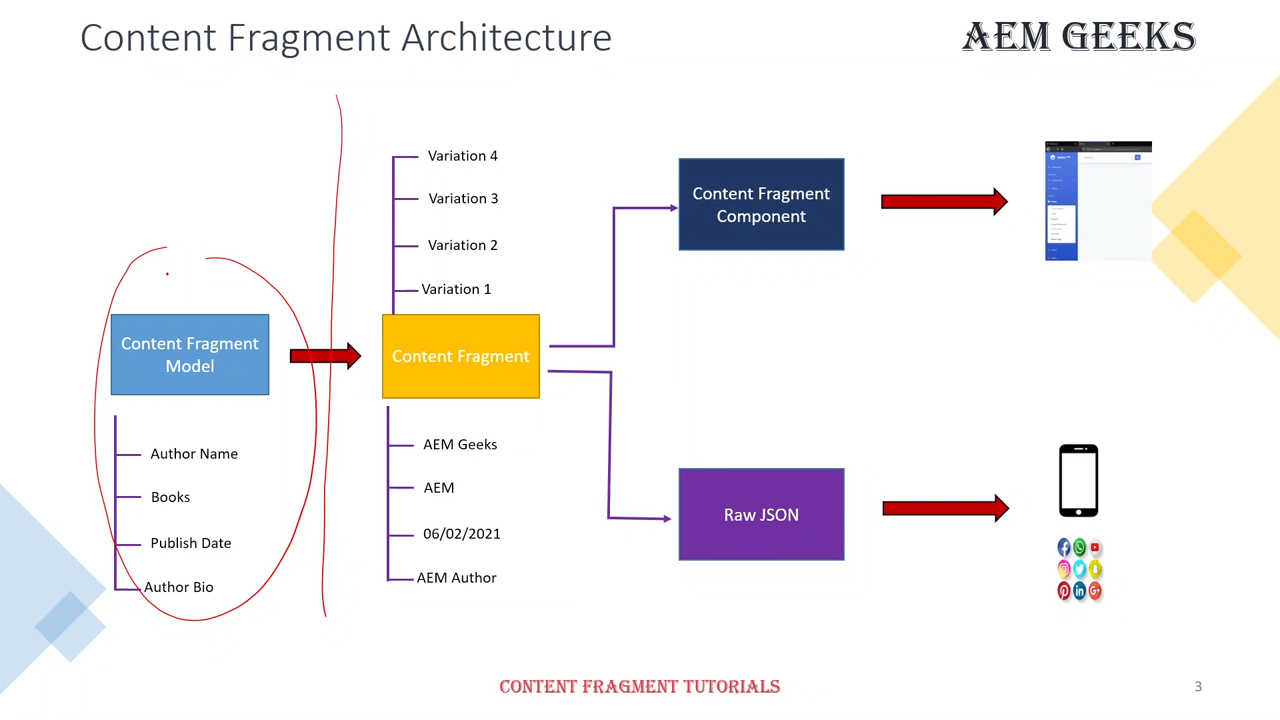 Content Fragment Architecture
AEM GEEKS
Variation 4
Variation 3
Variation 2
Variation 1
Content Fragment
Model
Author Name
Books
Publish Date
Author Bio
Content Fragment
AEM Geeks
AEM
06/02/2021
AEM Author
Content Fragment
Component
Raw JSON
CONTENT FRAGMENT TUTORIALS
3